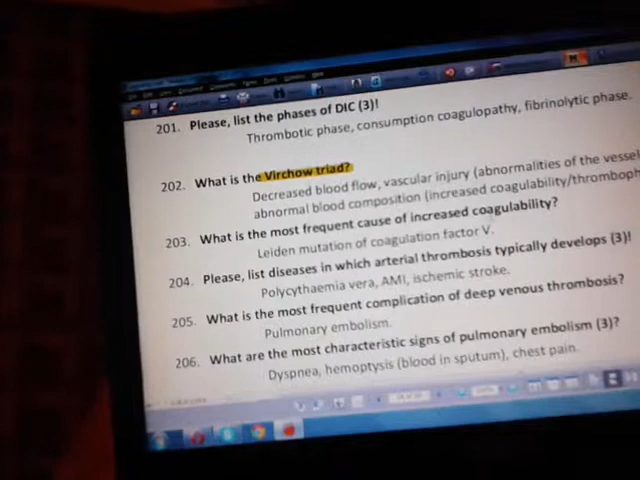 201. Please, list the phases of DIC (3)!
Thrombotic phase, consumption coagulopathy, fibrinolytic phase.
202. What is the Virchow triad?
Decreased blood flow, vascular injury (abnormalities of the vessel
abnormal blood composition (increased coagulability/thromboph
203. What is the most frequent cause of increased coagulability?
Leiden mutation of coagulation factor V.
204. Please, list diseases in which arterial thrombosis typically develops (3)!
Polycythaemia vera, AMI, ischemic stroke.
205. What is the most frequent complication of deep venous thrombosis?
Pulmonary embolism.
206. What are the most characteristic signs of pulmonary embolism (3)?
Dyspnea, hemoptysis (blood in sputum), chest pain.